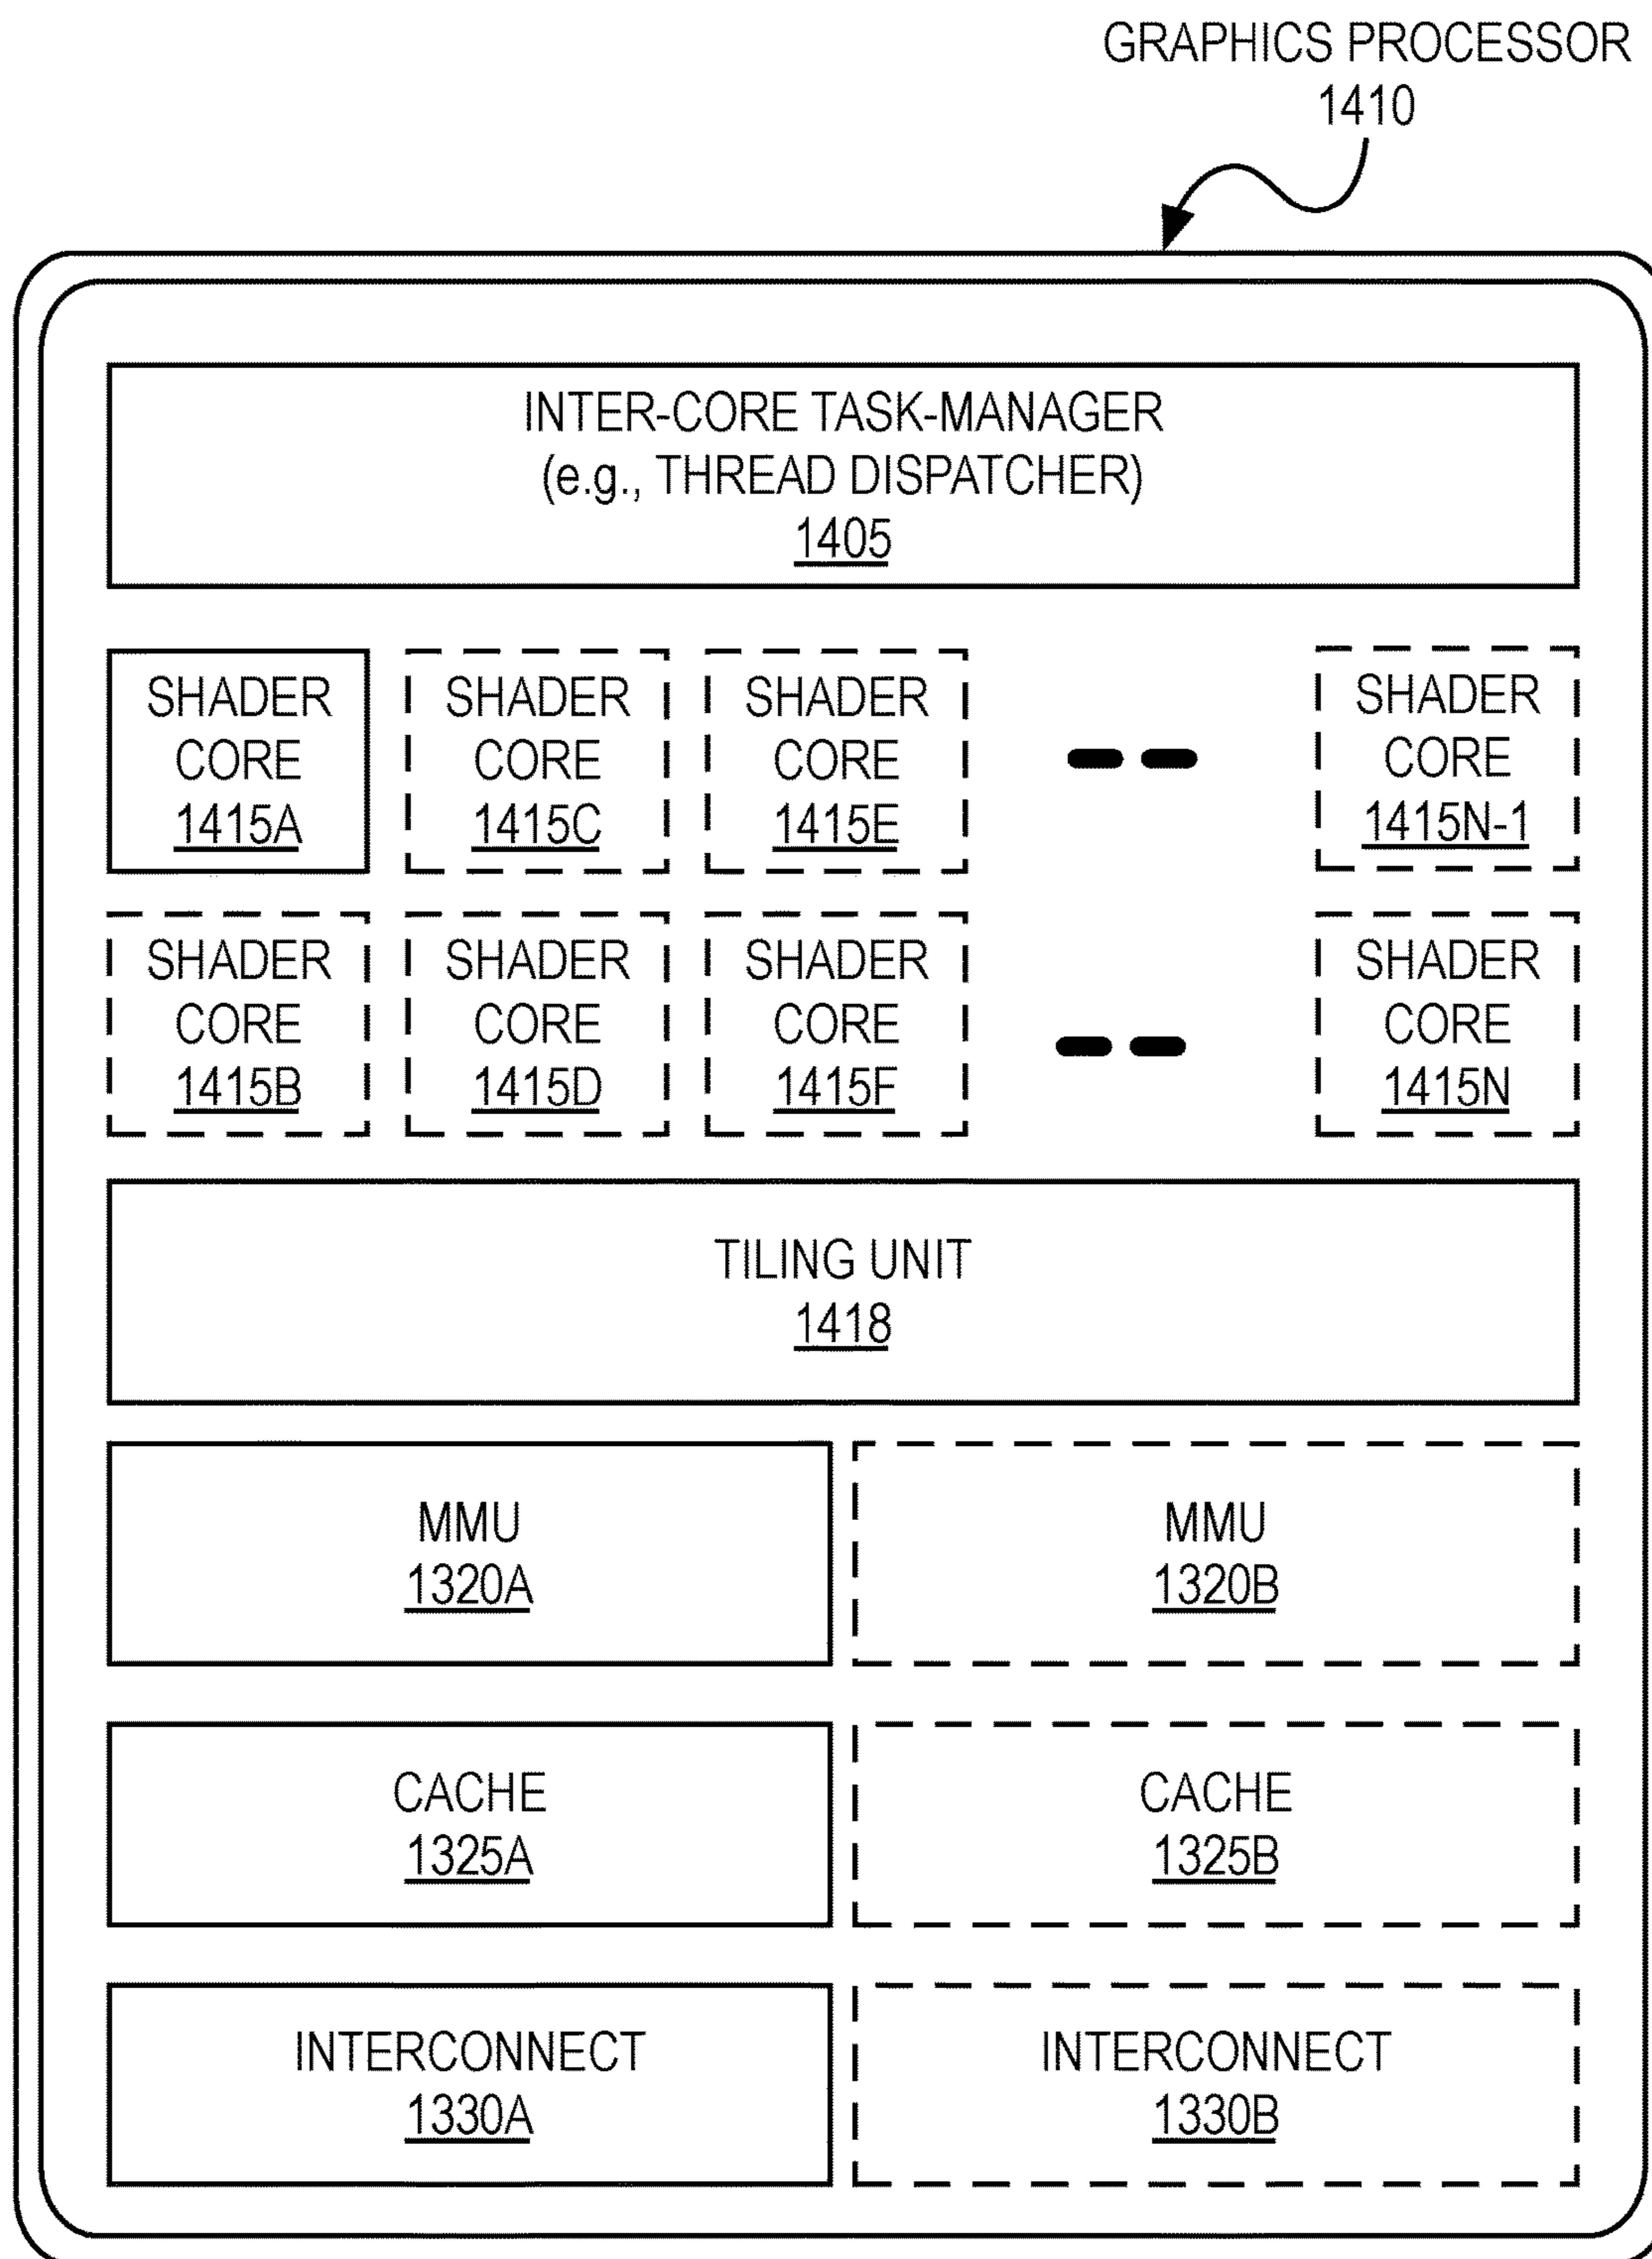 GRAPHICS PROCESSOR
1410
INTER-CORE TASK-MANAGER
(e.g., THREAD DISPATCHER)
1405
SHADER
CORE
1415A
SHADER
CORE
1415C
SHADER
CORE
1415E
SHADER
CORE
1415N-1
SHADER
CORE
1415B
SHADER
CORE
1415D
SHADER
CORE
1415F
SHADER
CORE
1415N
TILING UNIT
1418
MMU
1320A
MMU
1320B
CACHE
1325A
CACHE
1325B
INTERCONNECT
1330A
INTERCONNECT
1330B